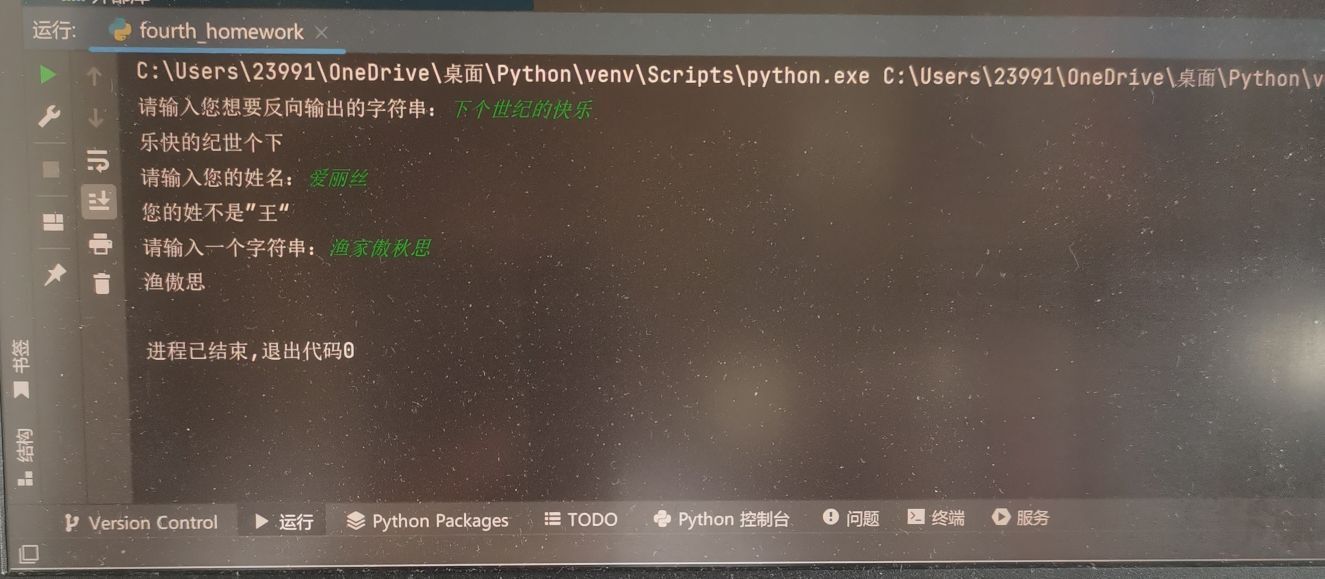 运行:
fourth_homework
C:\Users\23991\OneDrive\桌面\Python\venv\Scripts\python.exe C:\Users\23991\OneDrive\桌面\Python\v
请输入您想要反向输出的字符串：下个世纪的快乐
乐快的纪世个下
请输入您的姓名：爱丽丝
您的姓不是”王“
请输入一个字符串：渔家傲秋思
渔傲思
进程已结束,退出代码0
书签
结构
Version Control
运行
Python Packages
TODO
Python 控制台
问题
终端
服务